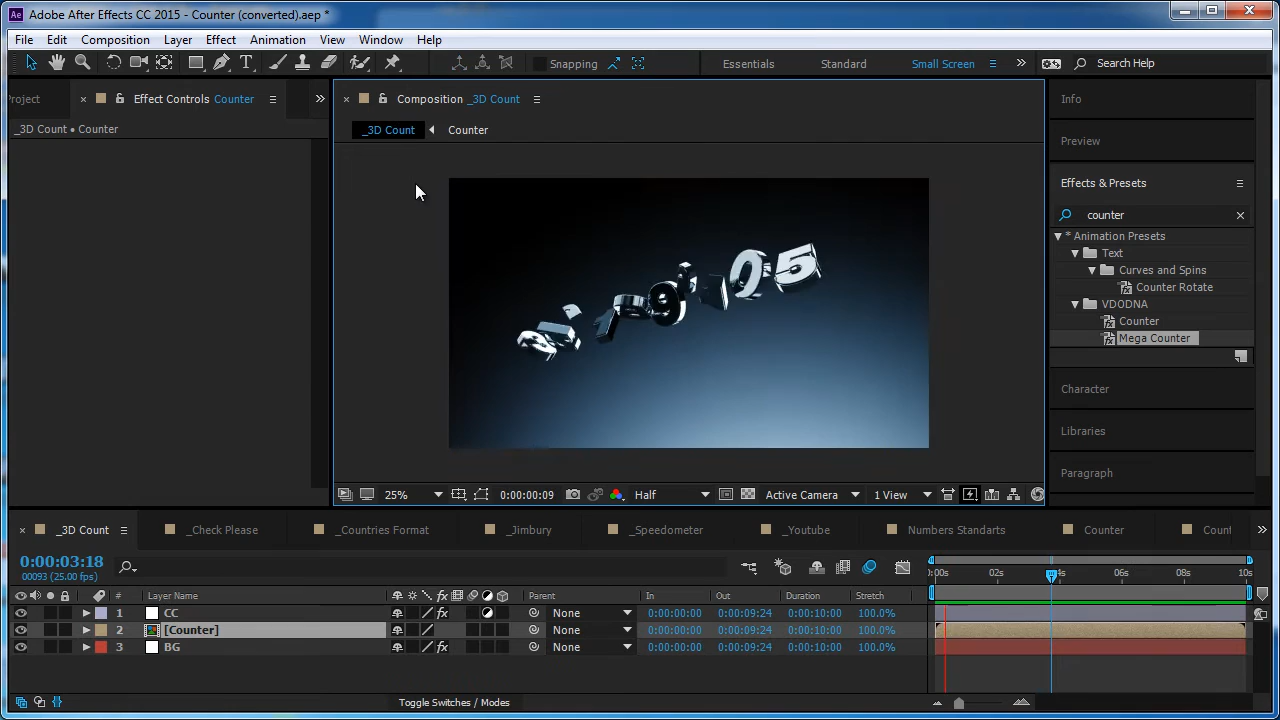 Ae Adobe After Effects CC 2015 - Counter (converted).aep *
File Edit Composition Layer Effect Animation View Window Help
Snapping Essentials Standard Small Screen » Search Help
Project × Effect Controls Counter » × Composition _3D Count Info
_3D Count • Counter
_3D Count Counter
Preview
Effects & Presets
counter
* Animation Presets
Text
Curves and Spins
Counter Rotate
VDODNA
Counter
Mega Counter
Character
Libraries
Paragraph
05
25% 0:00:00:09 Half Active Camera 1 View
× _3D Count _Check Please _Countries Format _Jimbury _Speedometer _Youtube Numbers Standarts Counter Count »
0:00:03:18
00093 (25.00 fps)
:00s 02s 4s 06s 08s 10s
# Layer Name Parent In Out Duration Stretch
1 CC None 0:00:00:00 0:00:09:24 0:00:10:00 100.0%
2 [Counter] None 0:00:00:00 0:00:09:24 0:00:10:00 100.0%
3 BG None 0:00:00:00 0:00:09:24 0:00:10:00 100.0%
Toggle Switches / Modes